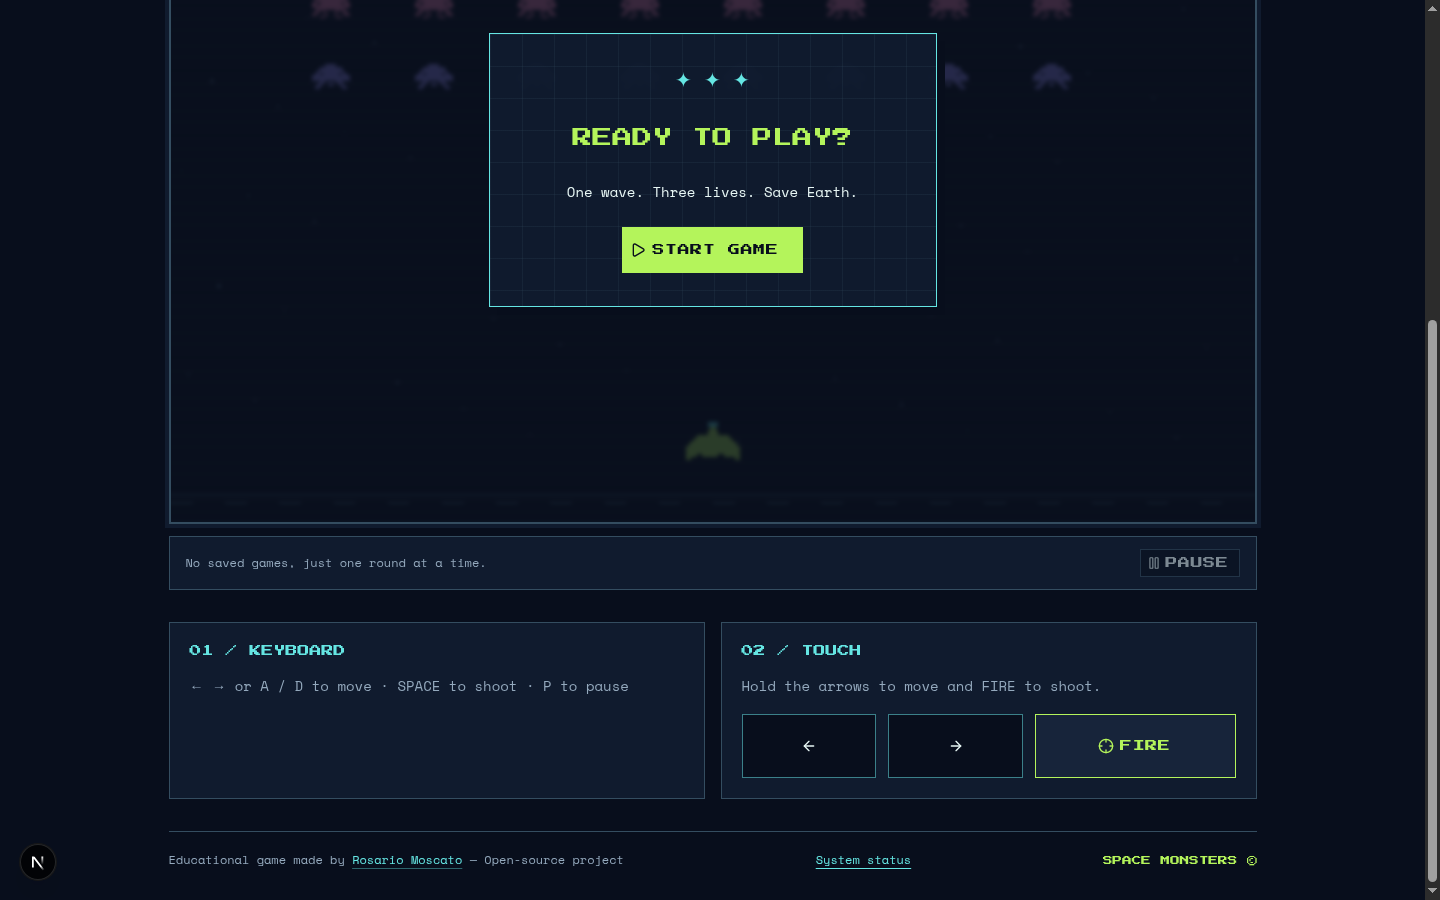 READY TO PLAY?
One wave. Three lives. Save Earth.
START GAME
No saved games, just one round at a time.
PAUSE
01 / KEYBOARD
← → or A / D to move · SPACE to shoot · P to pause
02 / TOUCH
Hold the arrows to move and FIRE to shoot.
← → FIRE
N
Educational game made by Rosario Moscato — Open-source project
System status
SPACE MONSTERS ©